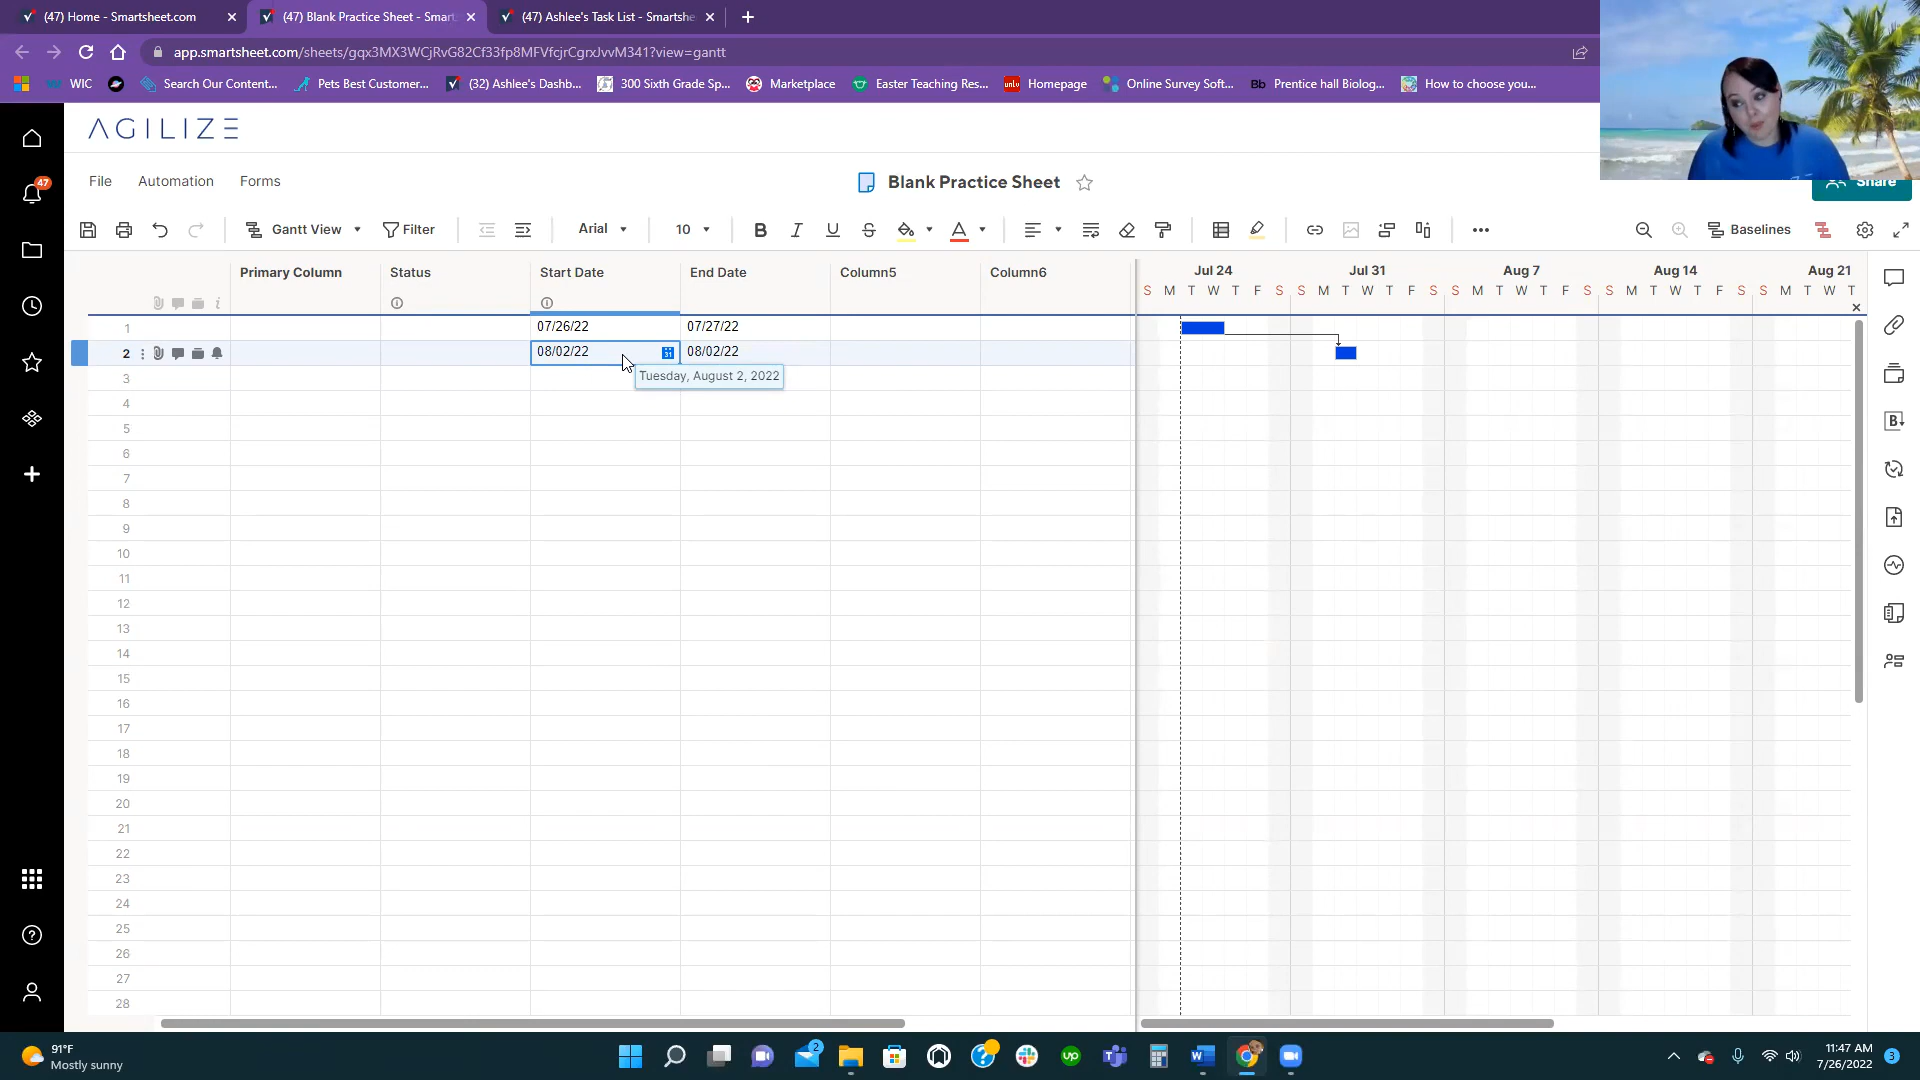 (47) Home - Smartsheet.com
(47) Blank Practice Sheet - Smart
(47) Ashlee's Task List - Smartshe
app.smartsheet.com/sheets/gqx3MX3WCjRvG82Cf33fp8MFVfcjrCgrxJvvM341?view=gantt
WIC
Search Our Content...
Pets Best Customer...
(32) Ashlee's Dashb...
300 Sixth Grade Sp...
Marketplace
Easter Teaching Res...
unlv
Homepage
Online Survey Soft...
Bb
Prentice hall Biolog...
How to choose you...
AGILIZE
47
File
Automation
Forms
Blank Practice Sheet
Share
Gantt View
Filter
Arial
10
B
I
U
S
A
Baselines
Primary Column
Status
Start Date
End Date
Column5
Column6
Jul 24
Jul 31
Aug 7
Aug 14
Aug 21
S M T W T F S S M T W T F S S M T W T F S S M T W T F S S M T W T
1 07/26/22 07/27/22
2 08/02/22 31 08/02/22
Tuesday, August 2, 2022
3
4
5
6
7
8
9
10
11
12
13
14
15
16
17
18
19
20
21
22
23
24
25
26
27
28
91°F
Mostly sunny
2
up
W
11:47 AM
7/26/2022
3